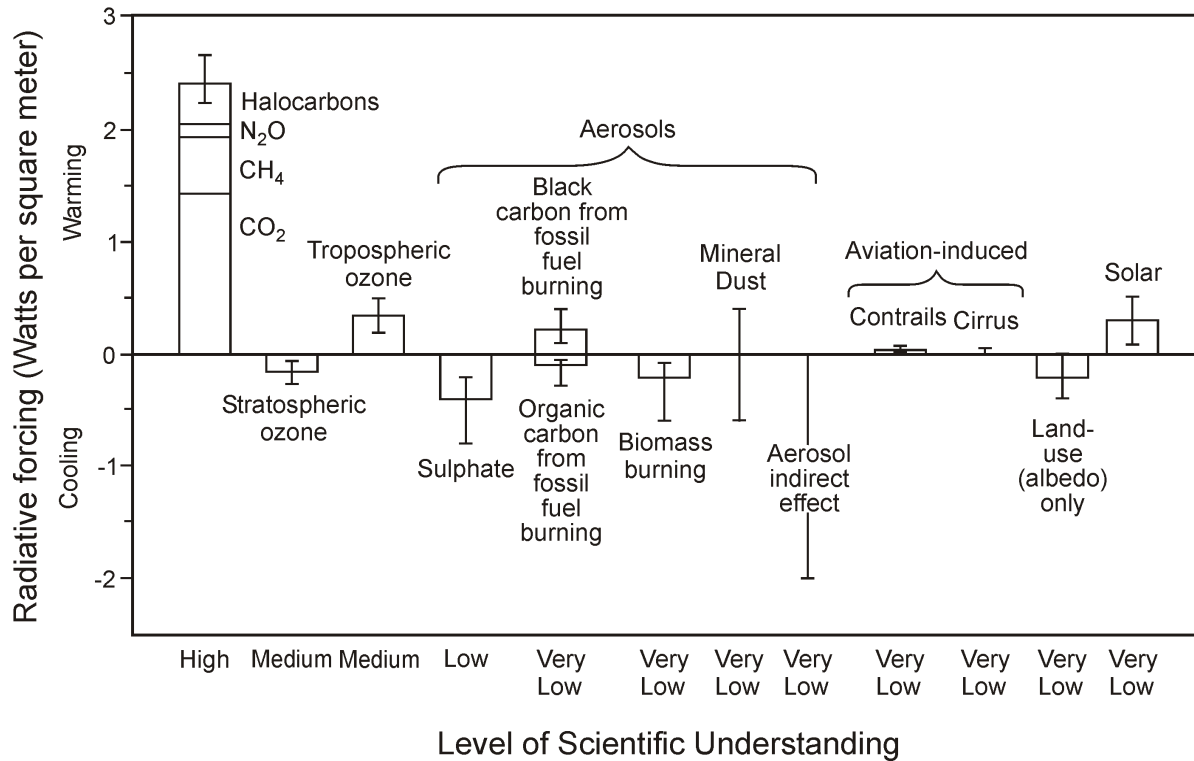 Radiative forcing (Watts per square meter)
Warming
Cooling
3
2
1
0
-1
-2
Halocarbons
N₂O
CH₄
CO₂
Stratospheric
ozone
Tropospheric
ozone
Aerosols
Sulphate
Black
carbon from
fossil
fuel
burning
Organic
carbon
from
fossil
fuel
burning
Biomass
burning
Mineral
Dust
Aerosol
indirect
effect
Aviation-induced
Contrails
Cirrus
Land-
use
(albedo)
only
Solar
High
Medium
Medium
Low
Very
Low
Very
Low
Very
Low
Very
Low
Very
Low
Very
Low
Very
Low
Very
Low
Level of Scientific Understanding